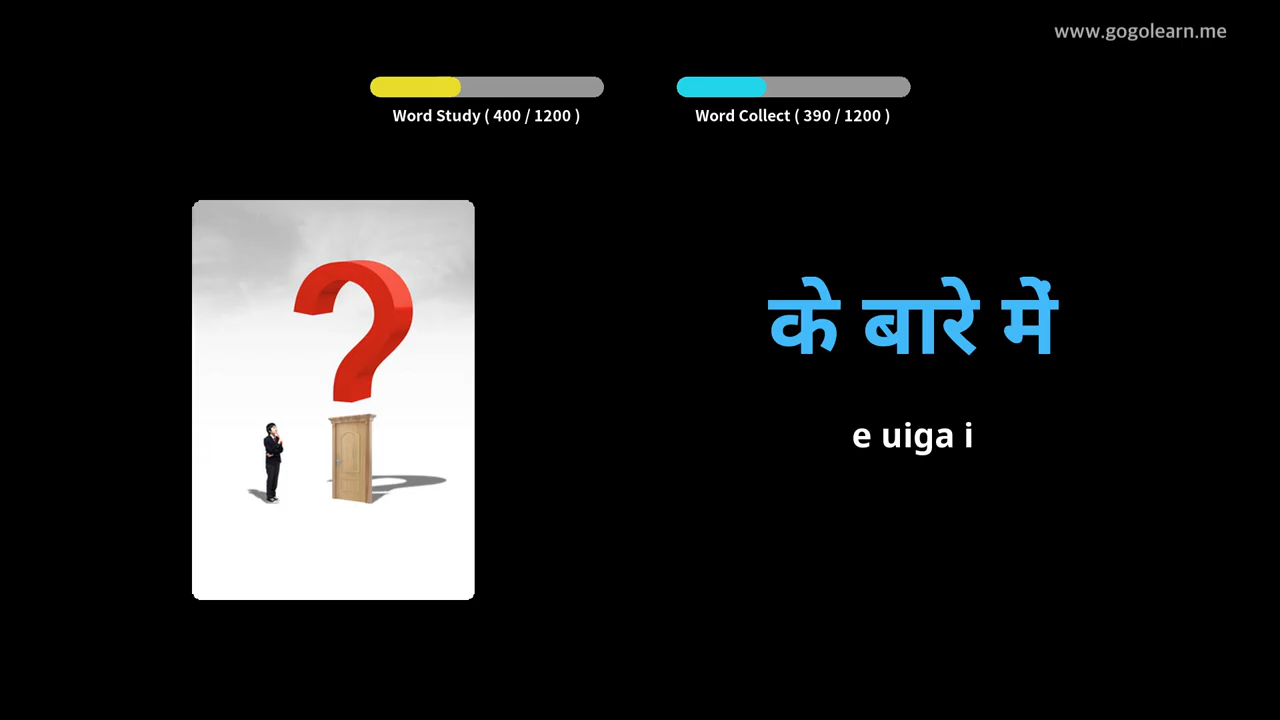 www.gogolearn.me
Word Study ( 400 / 1200 )
Word Collect ( 390 / 1200 )
के बारे में
e uiga i